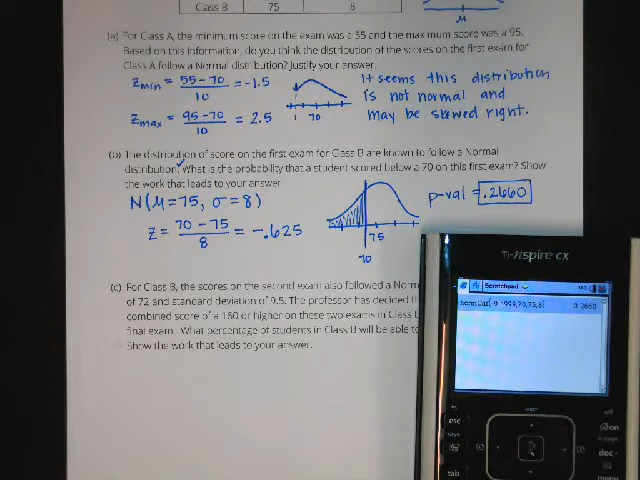 Class B 75 8
μ
(a) For Class A, the minimum score on the exam was a 55 and the maximum score was a 95.
Based on this information, do you think the distribution of the scores on the first exam for
Class A follow a Normal distribution? Justify your answer.
Zmin = 55-70 / 10 = -1.5
Zmax = 95-70 / 10 = 2.5
70
It seems this distribution
is not normal and
may be skewed right.
(b) The distribution of score on the first exam for Class B are known to follow a Normal
distribution. What is the probability that a student scored below a 70 on this first exam? Show
the work that leads to your answer
N(μ=75, σ=8)
z = 70-75 / 8 = -.625
75
70
p-val = .2660
(c) For Class B, the scores on the second exam also followed a Norm
of 72 and standard deviation of 9.5. The professor has decided th
combined score of a 160 or higher on these two exams in Class B
final exam. What percentage of students in Class B will be able to
Show the work that leads to your answer.
TI-nspire cx
Scratchpad
0.2660
esc
on
doc
tab
menu